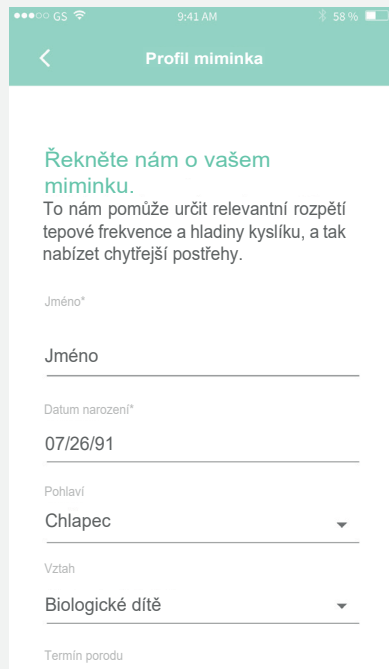 GS 9:41 AM 58 %
Profil miminka
Řekněte nám o vašem
miminku.
To nám pomůže určit relevantní rozpětí
tepové frekvence a hladiny kyslíku, a tak
nabízet chytřejší postřehy.
Jméno*
Jméno
Datum narození*
07/26/91
Pohlaví
Chlapec
Vztah
Biologické dítě
Termín porodu